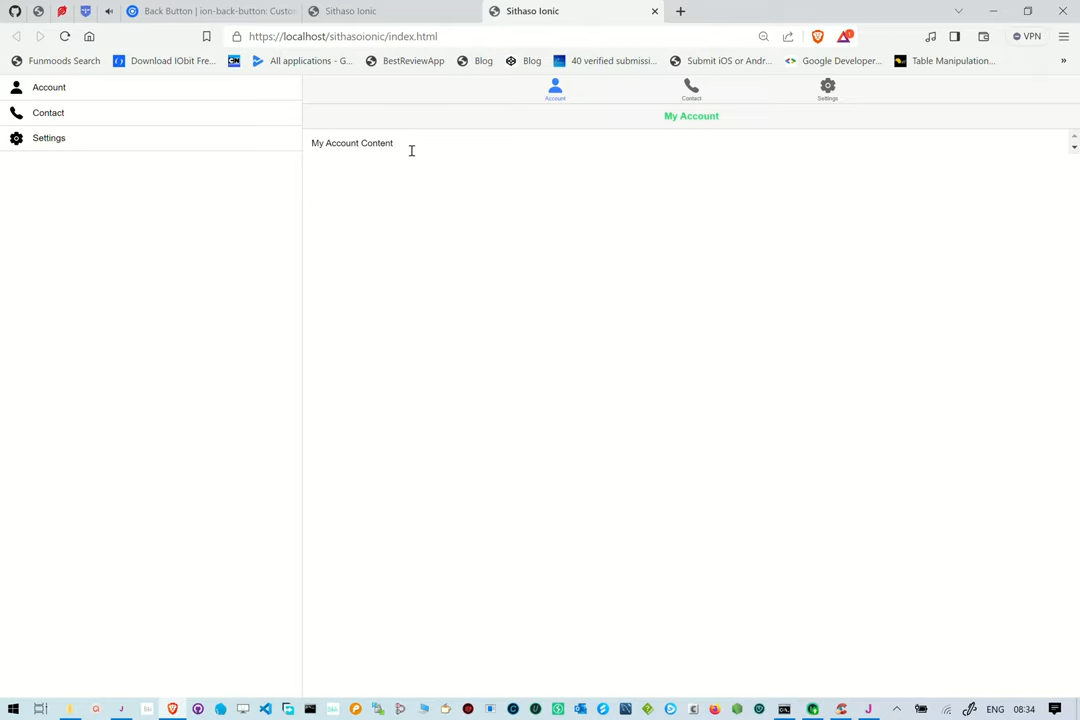 Back Button | ion-back-button: Custo
Sithaso Ionic
Sithaso Ionic
https://localhost/sithasoionic/index.html
VPN
Funmoods Search
Download IObit Fre...
All applications - G...
BestReviewApp
Blog
Blog
40 verified submissi...
Submit iOS or Andr...
Google Developer...
Table Manipulation...
»
Account
Contact
Settings
Account
Contact
Settings
My Account
My Account Content
ENG
08:34